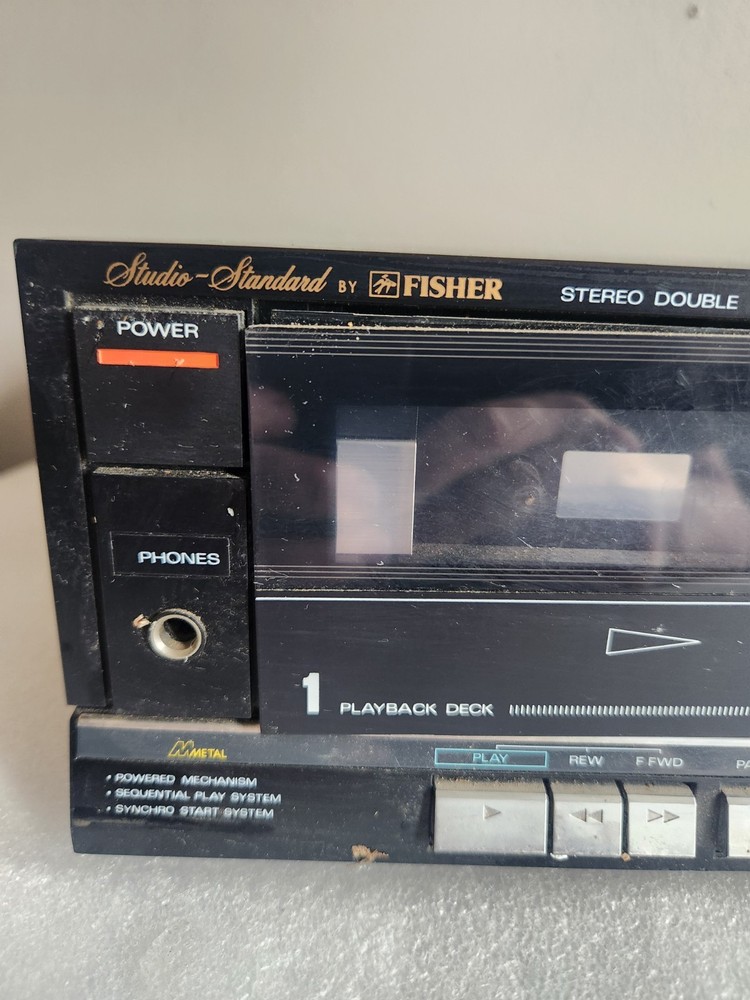 Studio-Standard BY FISHER
STEREO DOUBLE
POWER
PHONES
1 PLAYBACK DECK
METAL
• POWERED MECHANISM
• SEQUENTIAL PLAY SYSTEM
• SYNCHRO START SYSTEM
PLAY REW F FWD